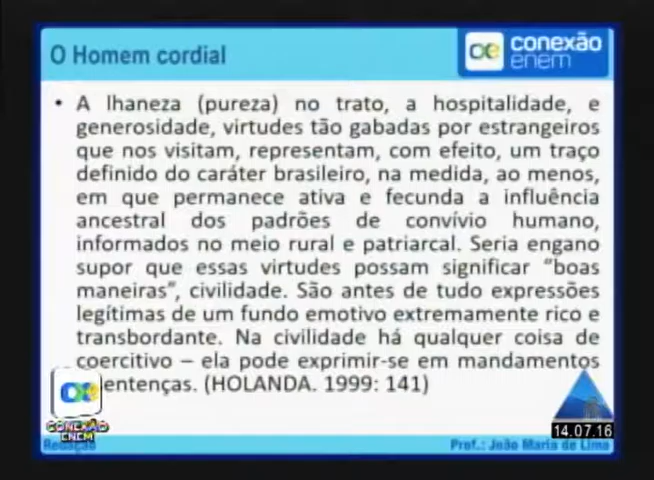 O Homem cordial
conexão
enem
• A lhaneza (pureza) no trato, a hospitalidade, e
generosidade, virtudes tão gabadas por estrangeiros
que nos visitam, representam, com efeito, um traço
definido do caráter brasileiro, na medida, ao menos,
em que permanece ativa e fecunda a influência
ancestral dos padrões de convívio humano,
informados no meio rural e patriarcal. Seria engano
supor que essas virtudes possam significar "boas
maneiras", civilidade. São antes de tudo expressões
legítimas de um fundo emotivo extremamente rico e
transbordante. Na civilidade há qualquer coisa de
coercitivo – ela pode exprimir-se em mandamentos
entenças. (HOLANDA. 1999: 141)
CONEXÃO
ENEM
14.07.16
Redação
Prof.: João Maria de Lima